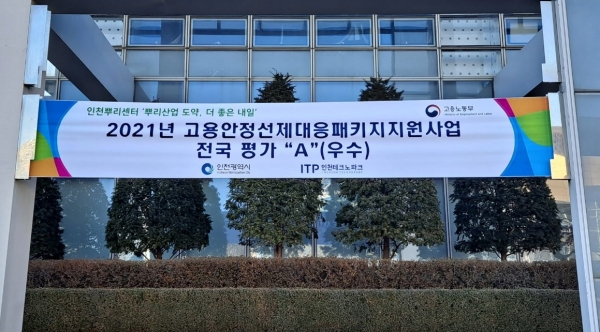 인천뿌리센터 '뿌리산업 도약, 더 좋은 내일'
고용노동부
2021년 고용안정선제대응패키지지원사업
전국 평가 “A”(우수)
인천광역시
ITP 인천테크노파크